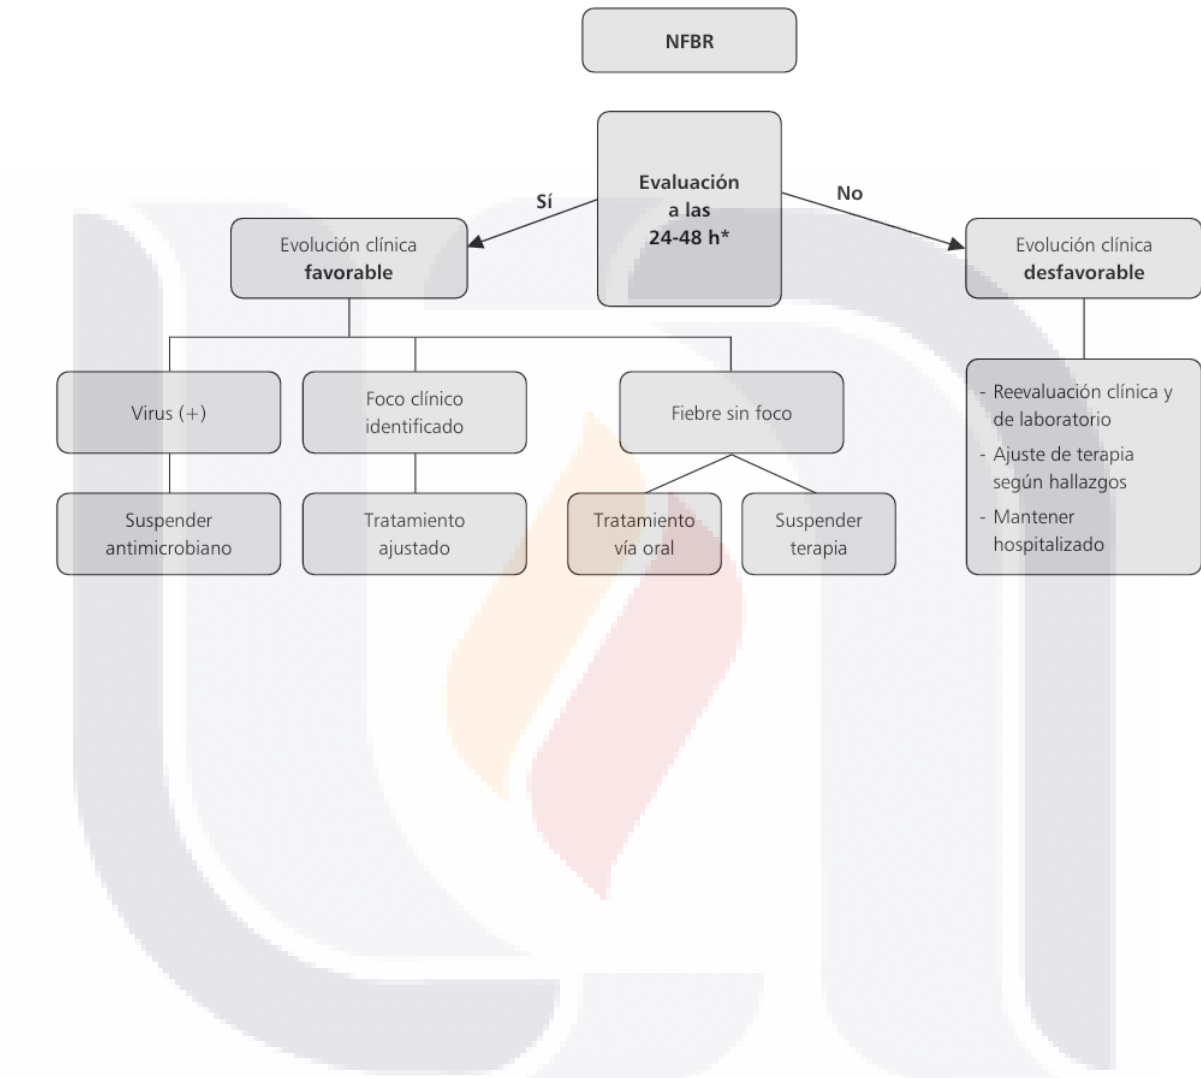 NFBR
Evaluación
a las
24-48 h*
Sí
No
Evolución clínica
favorable
Evolución clínica
desfavorable
Virus (+)
Foco clínico
identificado
Fiebre sin foco
Suspender
antimicrobiano
Tratamiento
ajustado
Tratamiento
vía oral
Suspender
terapia
- Reevaluación clínica y
de laboratorio
- Ajuste de terapia
según hallazgos
- Mantener
hospitalizado